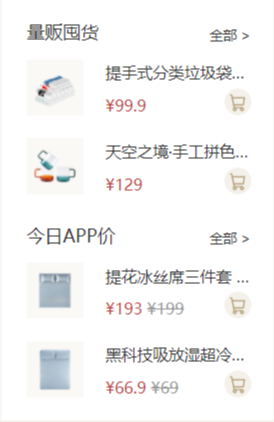 量贩囤货
全部 >
提手式分类垃圾袋...
¥99.9
天空之境·手工拼色...
¥129
今日APP价
全部 >
提花冰丝席三件套 ...
¥193 ¥199
黑科技吸放湿超冷...
¥66.9 ¥69